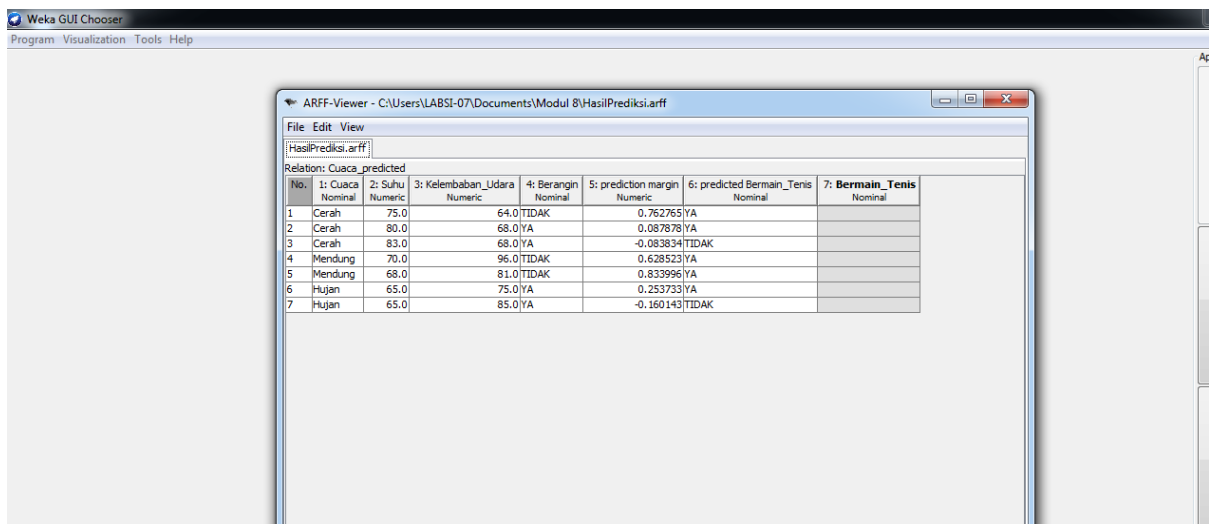 Weka GUI Chooser
Program Visualization Tools Help
ARFF-Viewer - C:\Users\LABSI-07\Documents\Modul 8\HasilPrediksi.arff
File Edit View
HasilPrediksi.arff
Relation: Cuaca_predicted
No. 1: Cuaca 2: Suhu 3: Kelembaban_Udara 4: Berangin 5: prediction margin 6: predicted Bermain_Tenis 7: Bermain_Tenis
Nominal Numeric Numeric Nominal Numeric Nominal Nominal
1 Cerah 75.0 64.0 TIDAK 0.762765 YA
2 Cerah 80.0 68.0 YA 0.087878 YA
3 Cerah 83.0 68.0 YA -0.083834 TIDAK
4 Mendung 70.0 96.0 TIDAK 0.628523 YA
5 Mendung 68.0 81.0 TIDAK 0.833996 YA
6 Hujan 65.0 75.0 YA 0.253733 YA
7 Hujan 65.0 85.0 YA -0.160143 TIDAK